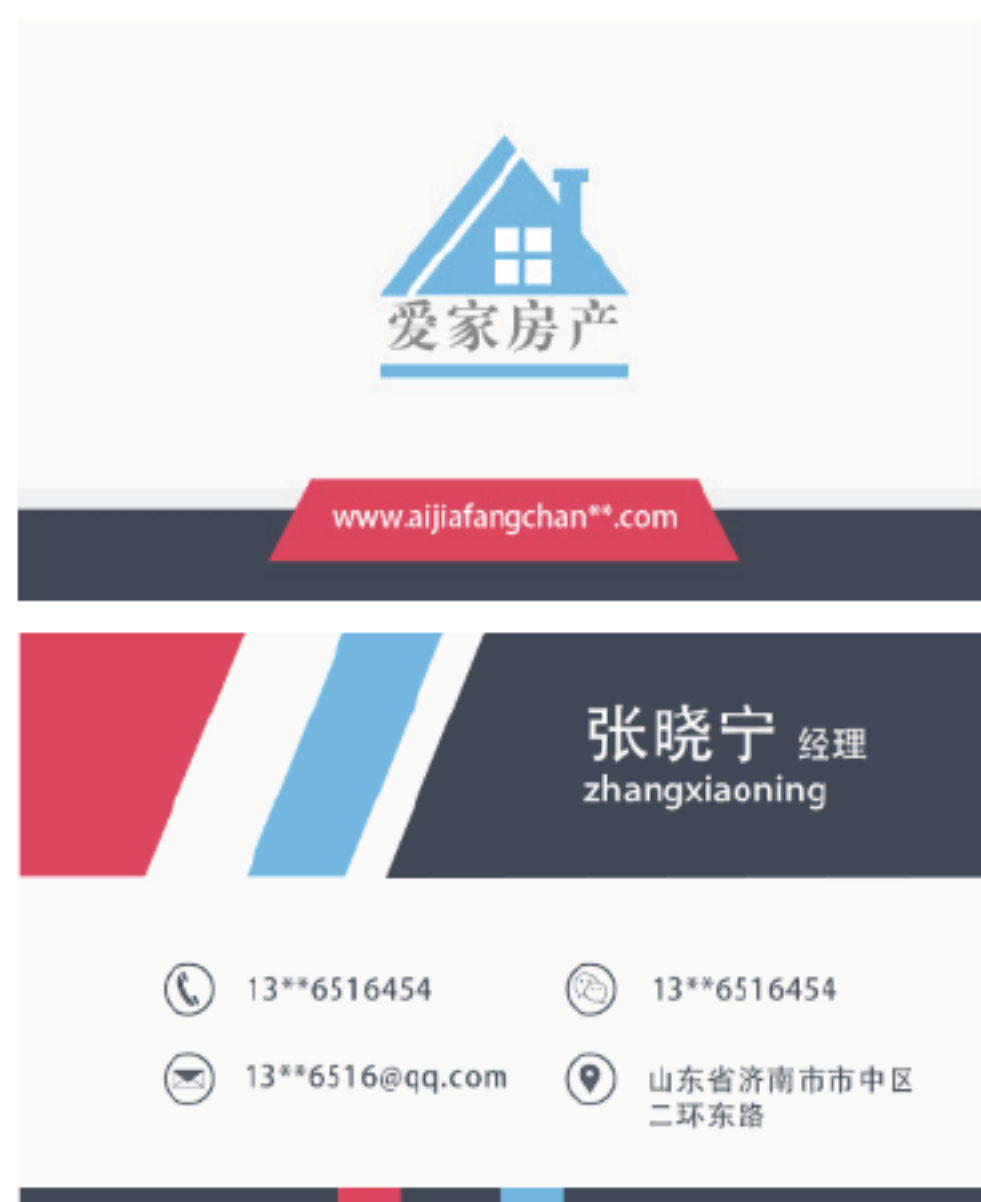 爱家房产
www.aijiafangchan**.com
张晓宁 经理
zhangxiaoning
13**6516454
13**6516454
13**6516@qq.com
山东省济南市市中区
二环东路